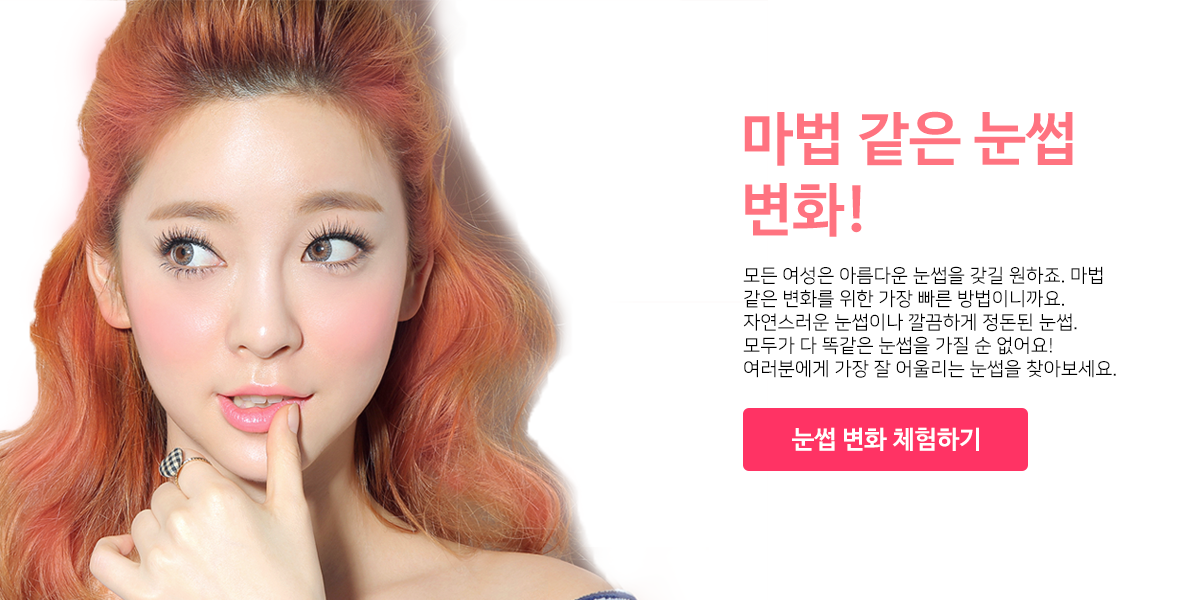 마법 같은 눈썹
변화!
모든 여성은 아름다운 눈썹을 갖길 원하죠. 마법
같은 변화를 위한 가장 빠른 방법이니까요.
자연스러운 눈썹이나 깔끔하게 정돈된 눈썹.
모두가 다 똑같은 눈썹을 가질 순 없어요!
여러분에게 가장 잘 어울리는 눈썹을 찾아보세요.
눈썹 변화 체험하기